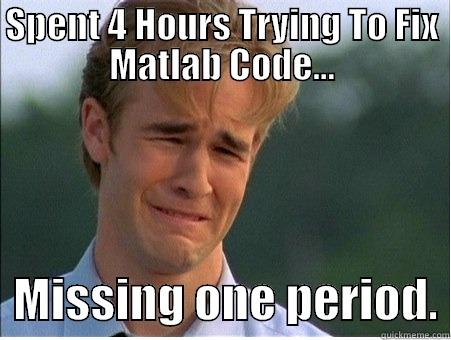 Spent 4 Hours Trying To Fix
Matlab Code...
Missing one period.
quickmeme.com